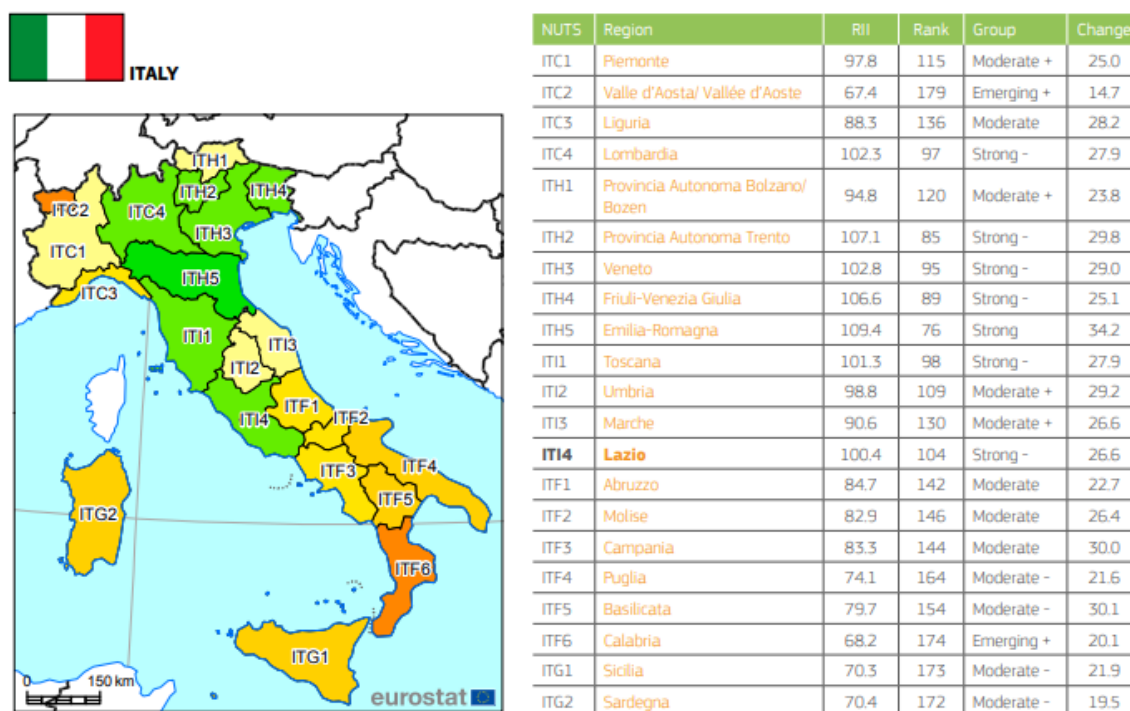 ITALY
ITH1
ITC2
ITC4
ITH2
ITH4
ITC1
ITH3
ITC3
ITH5
ITI1
ITI3
ITI2
ITI4
ITF1
ITF2
ITF3
ITF4
ITF5
ITG2
ITF6
ITG1
0 150 km
eurostat
NUTS Region RII Rank Group Change
ITC1 Piemonte 97.8 115 Moderate + 25.0
ITC2 Valle d'Aosta/ Vallée d'Aoste 67.4 179 Emerging + 14.7
ITC3 Liguria 88.3 136 Moderate 28.2
ITC4 Lombardia 102.3 97 Strong - 27.9
ITH1 Provincia Autonoma Bolzano/
Bozen 94.8 120 Moderate + 23.8
ITH2 Provincia Autonoma Trento 107.1 85 Strong - 29.8
ITH3 Veneto 102.8 95 Strong - 29.0
ITH4 Friuli-Venezia Giulia 106.6 89 Strong - 25.1
ITH5 Emilia-Romagna 109.4 76 Strong 34.2
ITI1 Toscana 101.3 98 Strong - 27.9
ITI2 Umbria 98.8 109 Moderate + 29.2
ITI3 Marche 90.6 130 Moderate + 26.6
ITI4 Lazio 100.4 104 Strong - 26.6
ITF1 Abruzzo 84.7 142 Moderate 22.7
ITF2 Molise 82.9 146 Moderate 26.4
ITF3 Campania 83.3 144 Moderate 30.0
ITF4 Puglia 74.1 164 Moderate - 21.6
ITF5 Basilicata 79.7 154 Moderate - 30.1
ITF6 Calabria 68.2 174 Emerging + 20.1
ITG1 Sicilia 70.3 173 Moderate - 21.9
ITG2 Sardegna 70.4 172 Moderate - 19.5